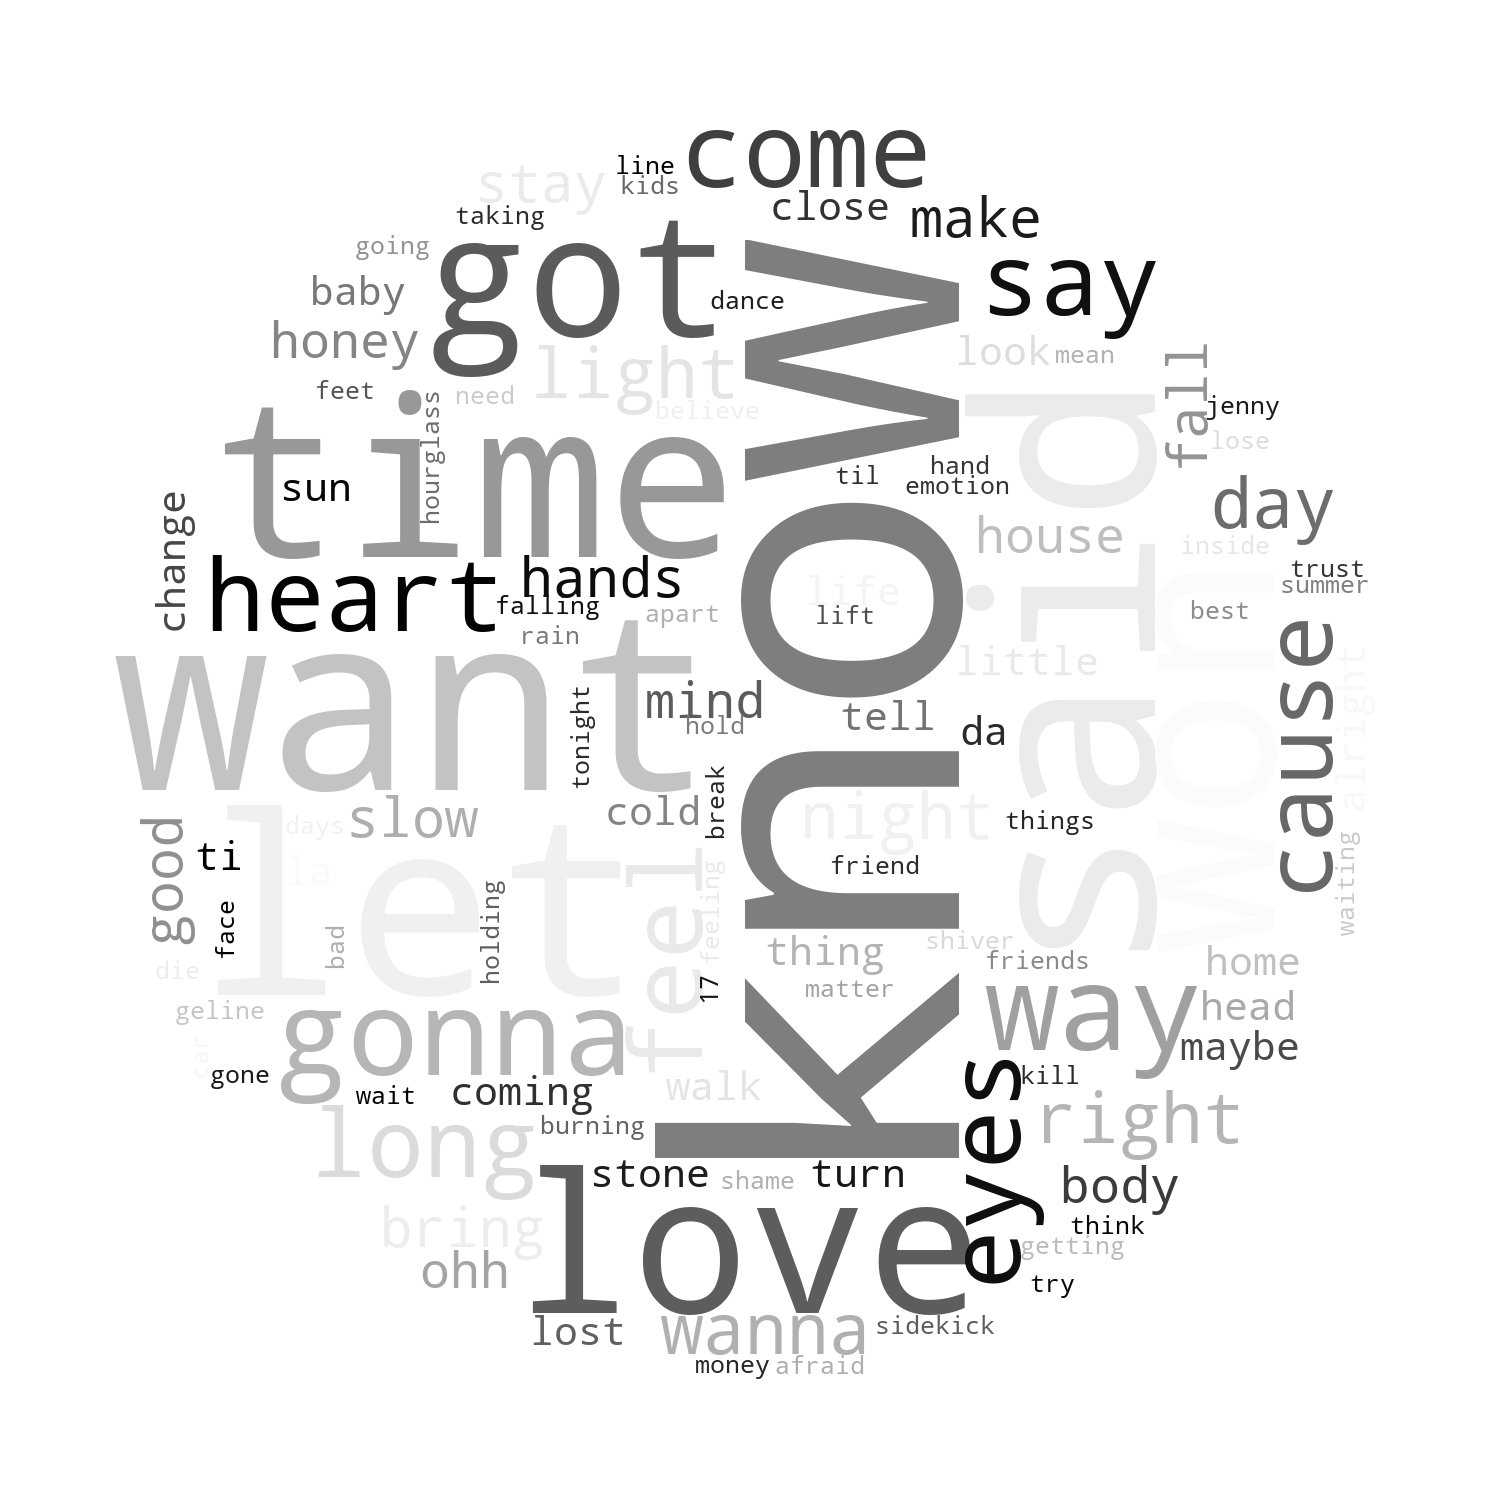 come
line
kids
stay
taking
close
make
got
going
say
baby
dance
honey
light
look
mean
fall
feet
need
believe
jenny
hourglass
time
know
said
lose
sun
til
hand
emotion
day
change
house
inside
heart
hands
life
trust
summer
falling
apart
lift
best
rain
won
want
little
cause
alright
mind
hold
tell
da
tonight
break
let
slow
cold
night
things
days
good
ti
la
feel
feeling
friend
waiting
face
bad
holding
thing
shiver
friends
home
die
17
matter
geline
gonna
way
head
car
gone
maybe
wait
coming
walk
kill
long
burning
right
eyes
stone
shame
turn
love
body
bring
think
getting
ohh
try
lost
wanna
sidekick
money
afraid